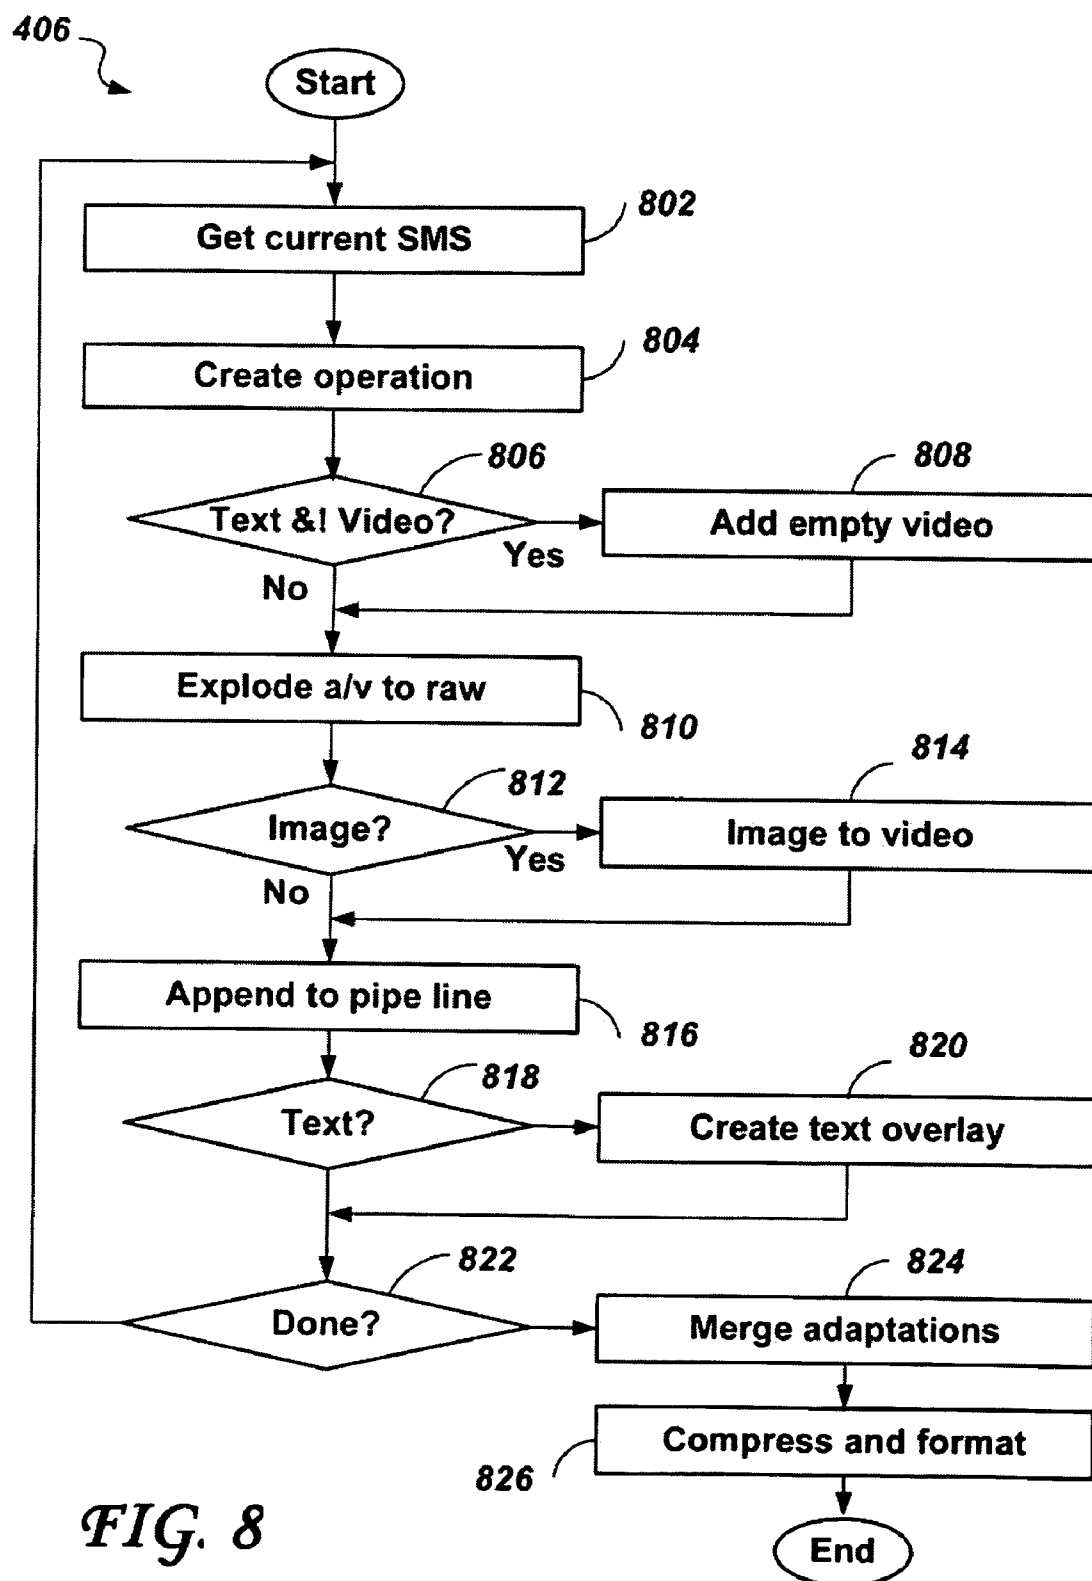 406
Start
802
Get current SMS
804
Create operation
806
808
Text &! Video?
Add empty video
Yes
No
Explode a/v to raw
810
814
812
Image?
Image to video
Yes
No
Append to pipe line
816
820
818
Text?
Create text overlay
822
824
Done?
Merge adaptations
Compress and format
826
FIG. 8
End